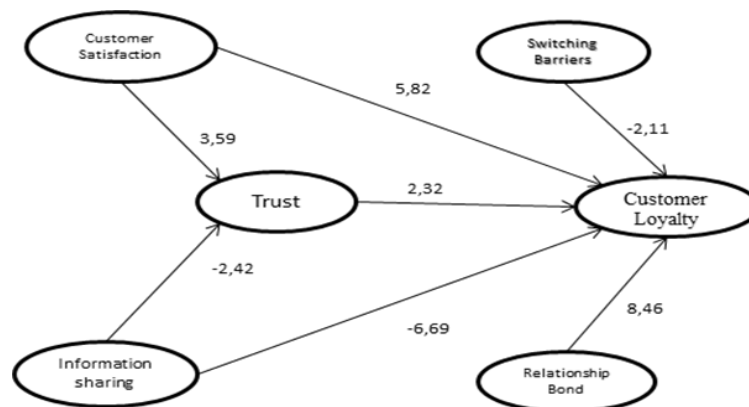 Customer
Satisfaction
Switching
Barriers
5,82
-2,11
3,59
Trust
2,32
Customer
Loyalty
-2,42
-6,69
8,46
Information
sharing
Relationship
Bond